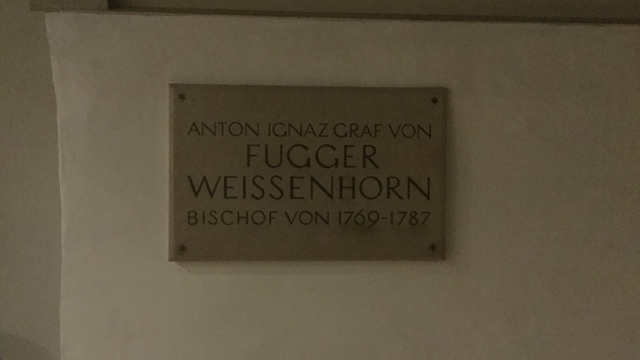 ANTON IGNAZ GRAF VON
FUGGER
WEISSENHORN
BISCHOF VON 1769-1787